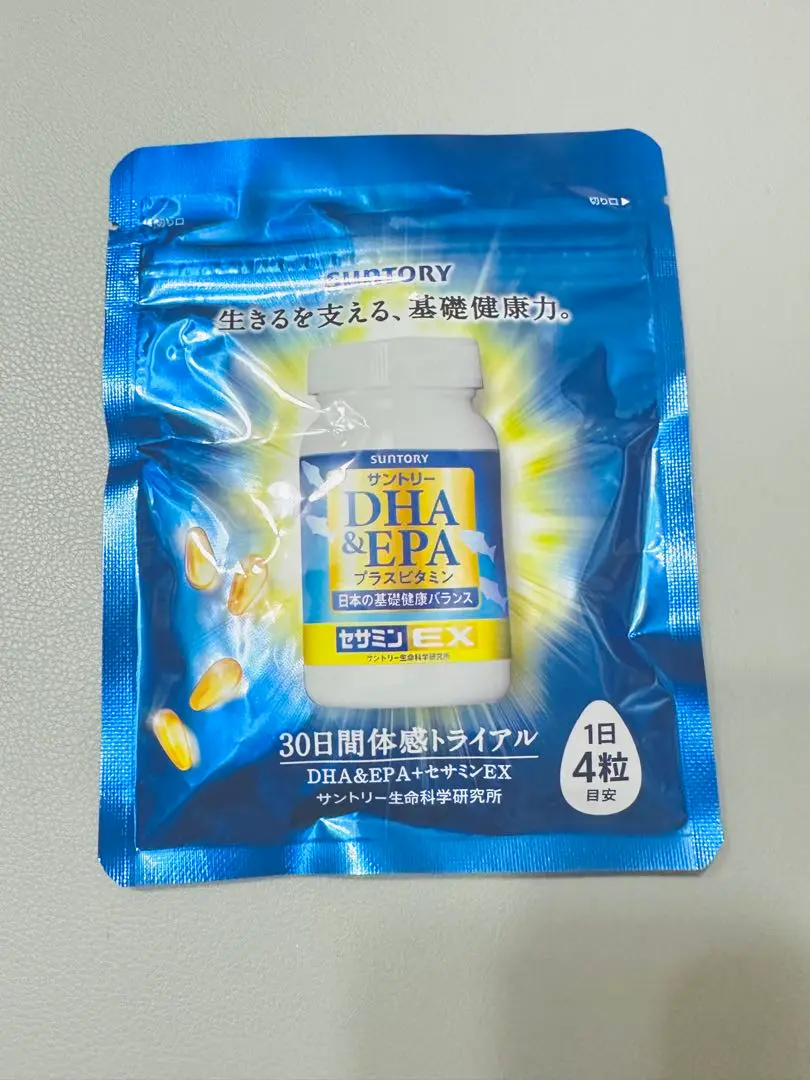 切り口▶
◀切り口
SUNTORY
生きるを支える、基礎健康力。
SUNTORY
サントリー
DHA
&EPA
プラスビタミン
日本の基礎健康バランス
セサミンEX
サントリー生命科学研究所
30日間体感トライアル
DHA&EPA+セサミンEX
サントリー生命科学研究所
1日
4粒
目安